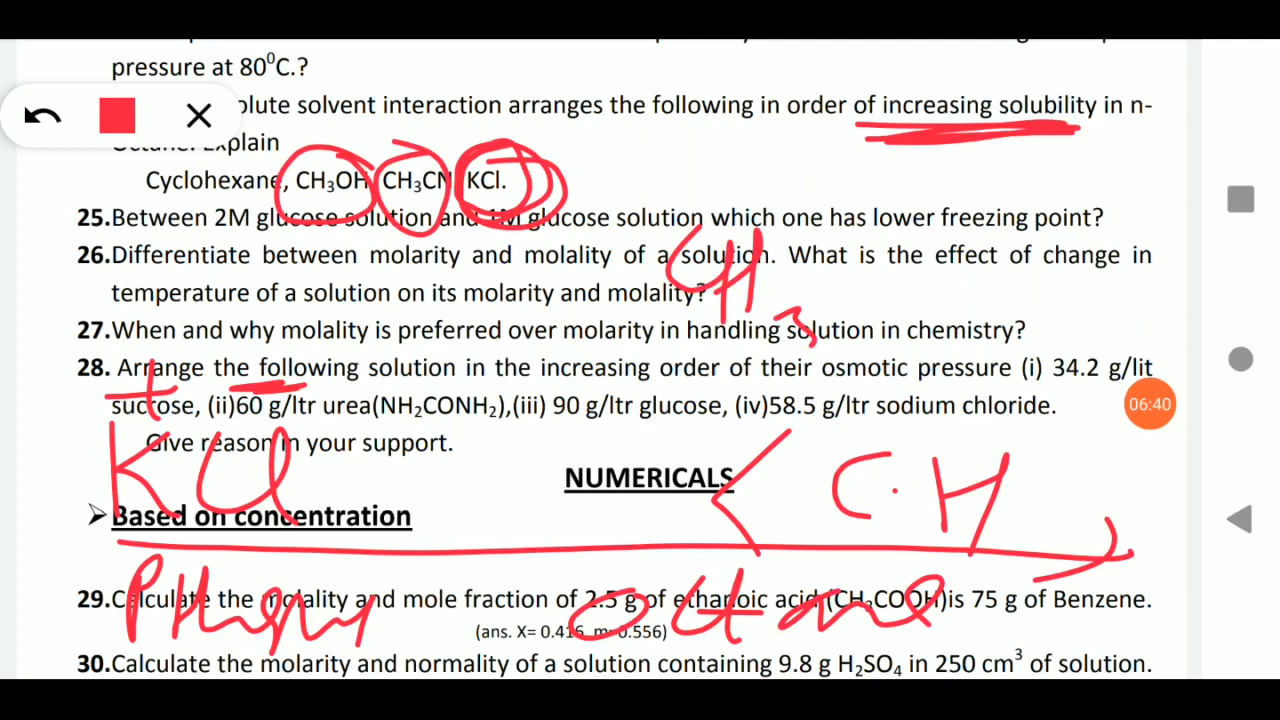 pressure at 80⁰C.?
olute solvent interaction arranges the following in order of increasing solubility in n-
Octane. Explain
Cyclohexane, CH₃OH, CH₃CN, KCl.
25.Between 2M glucose solution and 1M glucose solution which one has lower freezing point?
26.Differentiate between molarity and molality of a solution. What is the effect of change in
temperature of a solution on its molarity and molality?
CH₃
27.When and why molality is preferred over molarity in handling solution in chemistry?
28. Arrange the following solution in the increasing order of their osmotic pressure (i) 34.2 g/lit
sucrose, (ii)60 g/ltr urea(NH₂CONH₂),(iii) 90 g/ltr glucose, (iv)58.5 g/ltr sodium chloride.
06:40
Give reason in your support.
KCl < C.H
NUMERICALS
➢ Based on concentration
29.Calculate the molality and mole fraction of 2.5 g of ethanoic acid (CH₃COOH)is 75 g of Benzene.
octane
(ans. X= 0.416, m=0.556)
30.Calculate the molarity and normality of a solution containing 9.8 g H₂SO₄ in 250 cm³ of solution.